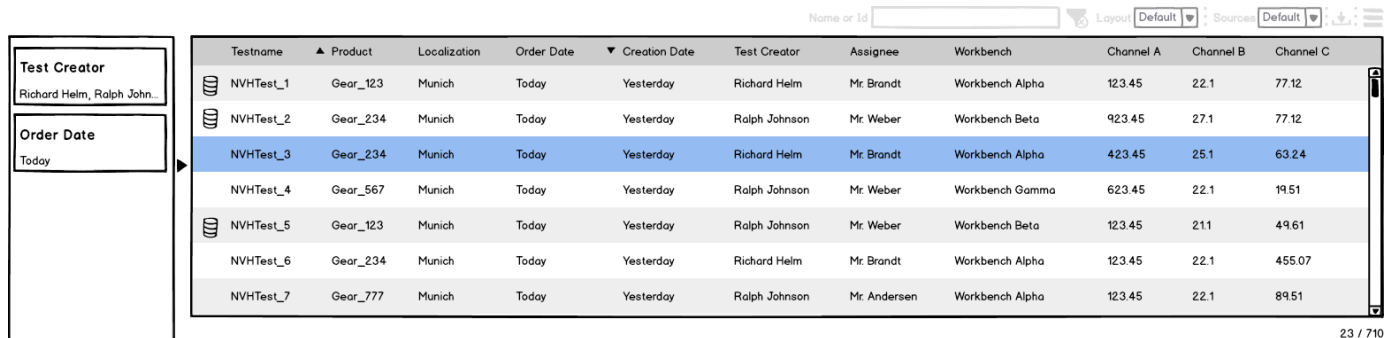 Name or Id Layout Default Sources Default
Test Creator
Richard Helm, Ralph John...
Order Date
Today
Testname Product Localization Order Date Creation Date Test Creator Assignee Workbench Channel A Channel B Channel C
NVHTest_1 Gear_123 Munich Today Yesterday Richard Helm Mr. Brandt Workbench Alpha 123.45 22.1 77.12
NVHTest_2 Gear_234 Munich Today Yesterday Ralph Johnson Mr. Weber Workbench Beta 923.45 27.1 77.12
NVHTest_3 Gear_234 Munich Today Yesterday Richard Helm Mr. Brandt Workbench Alpha 423.45 25.1 63.24
NVHTest_4 Gear_567 Munich Today Yesterday Ralph Johnson Mr. Weber Workbench Gamma 623.45 22.1 19.51
NVHTest_5 Gear_123 Munich Today Yesterday Ralph Johnson Mr. Weber Workbench Beta 123.45 21.1 49.61
NVHTest_6 Gear_234 Munich Today Yesterday Richard Helm Mr. Brandt Workbench Alpha 123.45 22.1 455.07
NVHTest_7 Gear_777 Munich Today Yesterday Ralph Johnson Mr. Andersen Workbench Alpha 123.45 22.1 89.51
23 / 710